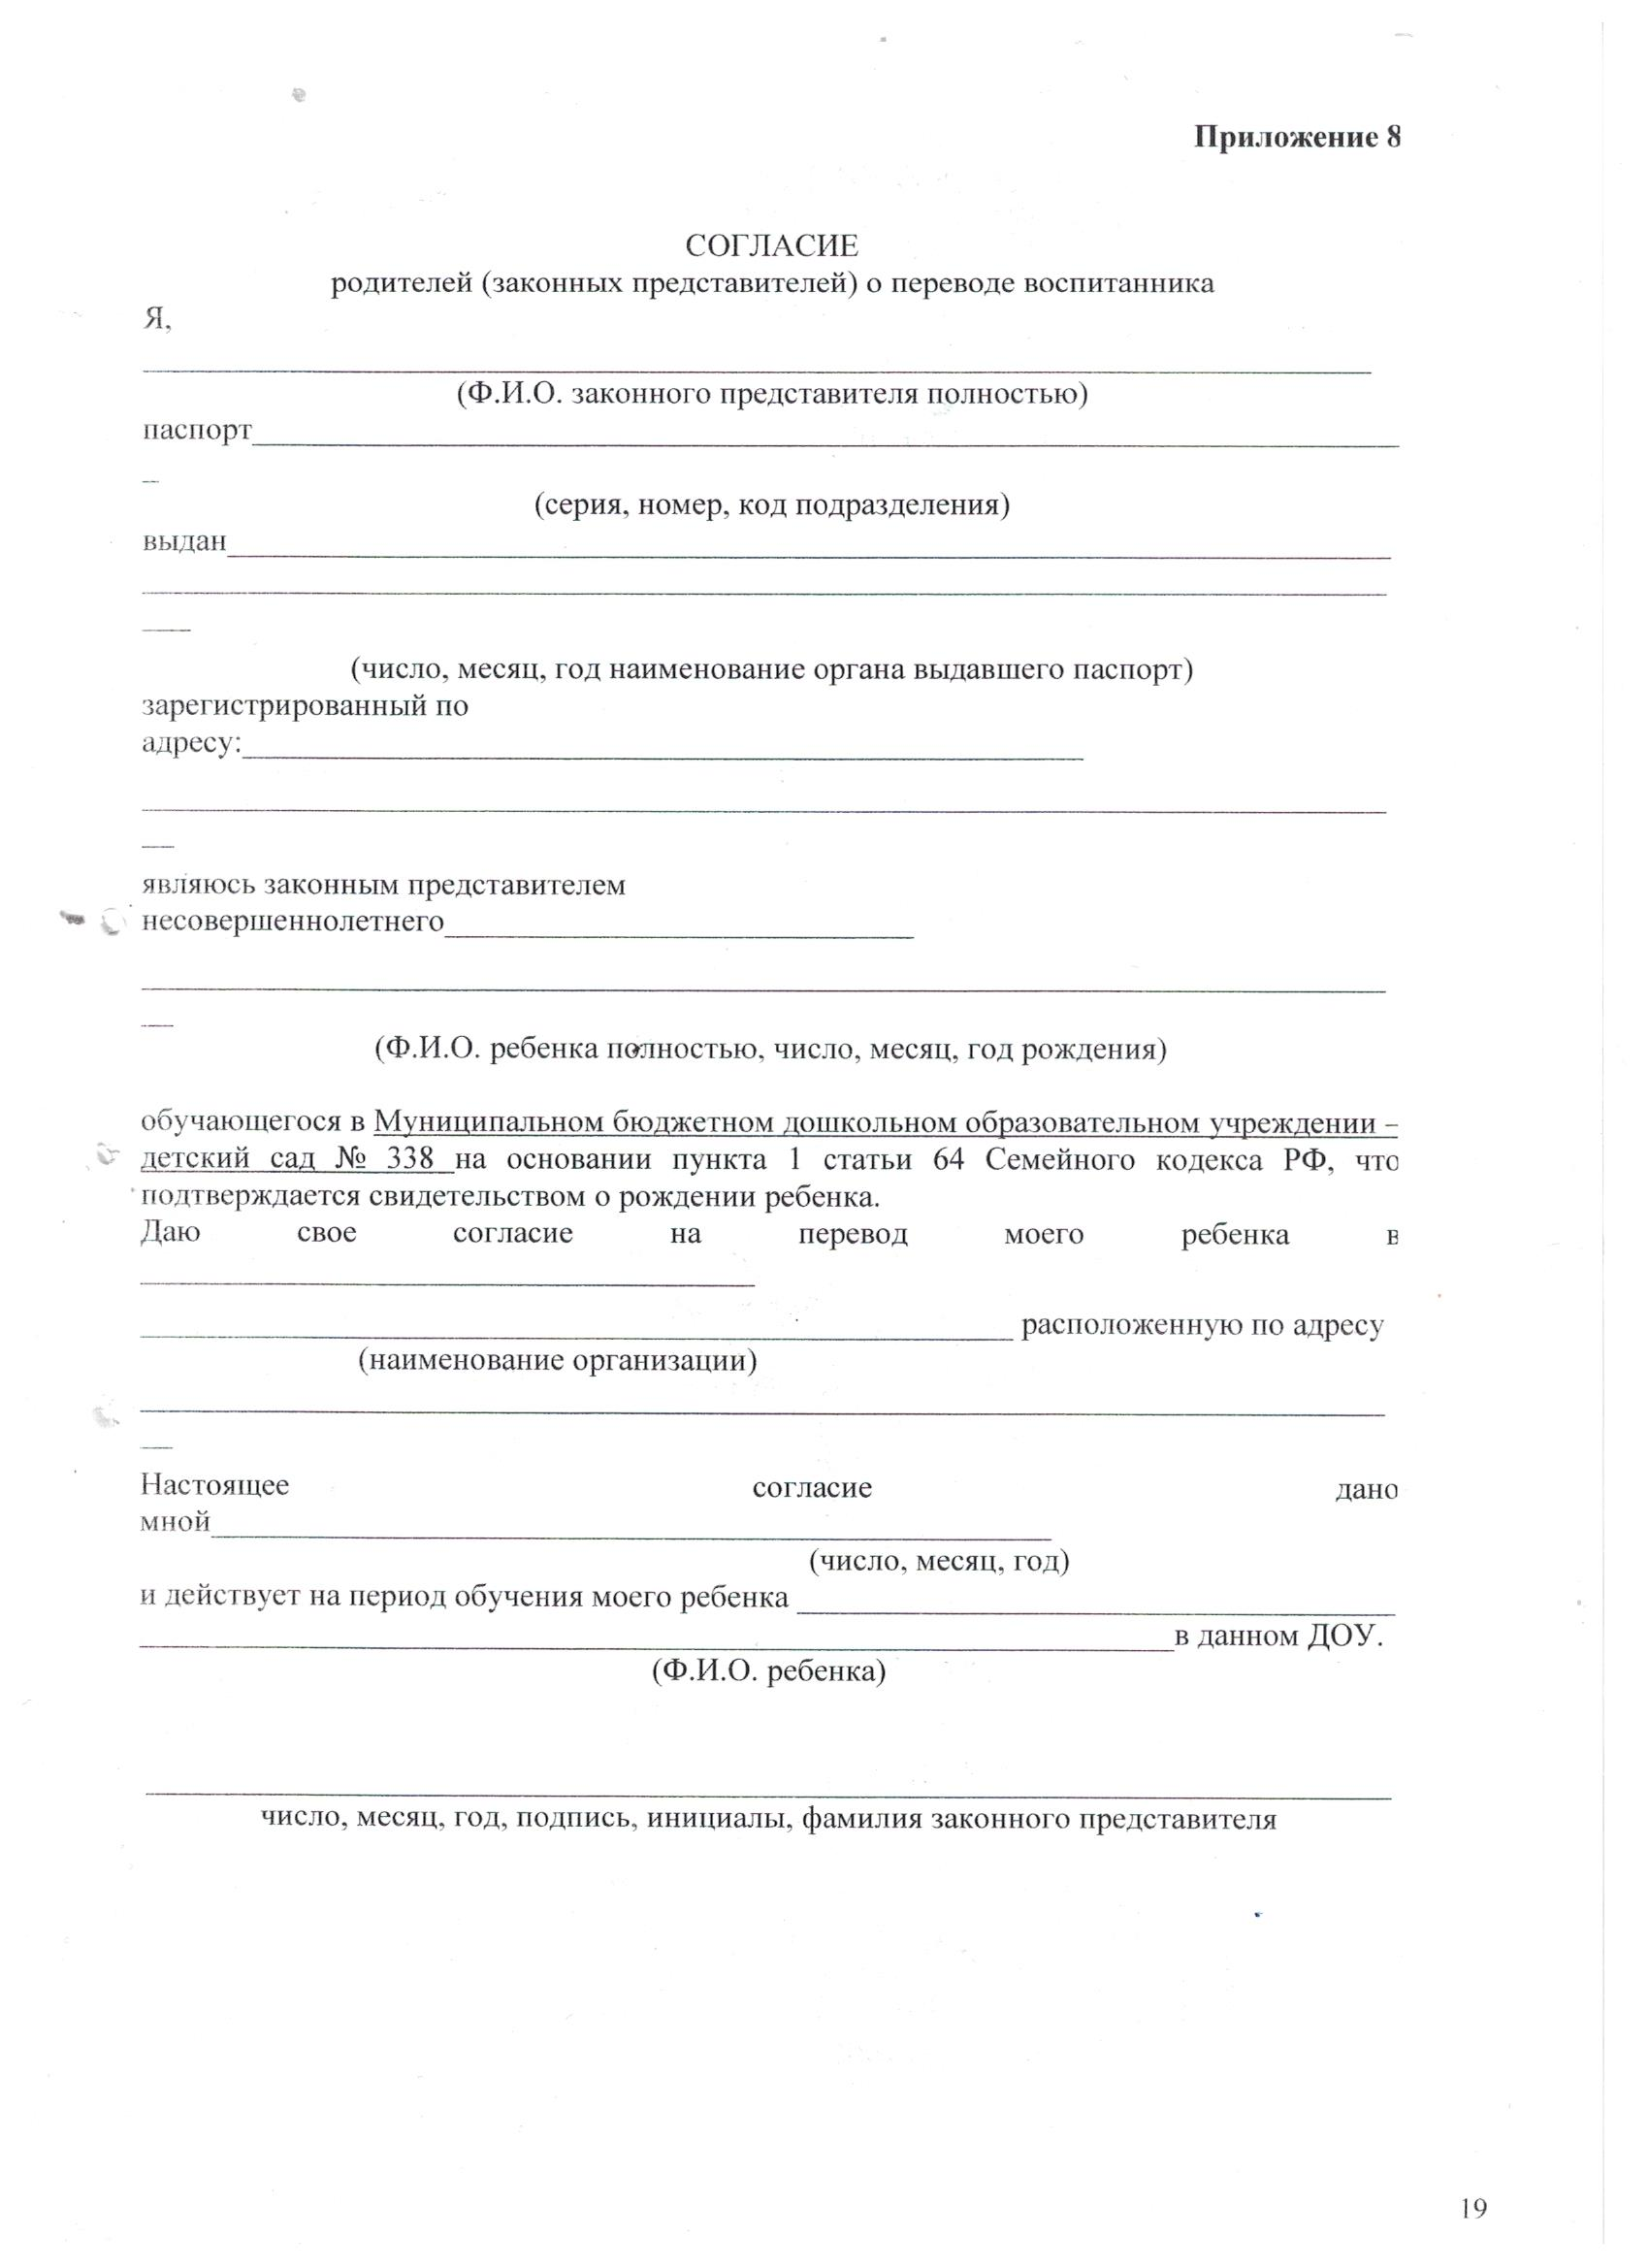 Приложение 8
СОГЛАСИЕ
родителей (законных представителей) о переводе воспитанника
Я,
(Ф.И.О. законного представителя полностью)
паспорт
(серия, номер, код подразделения)
выдан
(число, месяц, год наименование органа выдавшего паспорт)
зарегистрированный по
адресу:
являюсь законным представителем
несовершеннолетнего
(Ф.И.О. ребенка полностью, число, месяц, год рождения)
обучающегося в Муниципальном бюджетном дошкольном образовательном учреждении –
детский сад № 338 на основании пункта 1 статьи 64 Семейного кодекса РФ, что
подтверждается свидетельством о рождении ребенка.
Даю свое согласие на перевод моего ребенка в
расположенную по адресу
(наименование организации)
Настоящее согласие дано
мной
(число, месяц, год)
и действует на период обучения моего ребенка
в данном ДОУ.
(Ф.И.О. ребенка)
число, месяц, год, подпись, инициалы, фамилия законного представителя
19